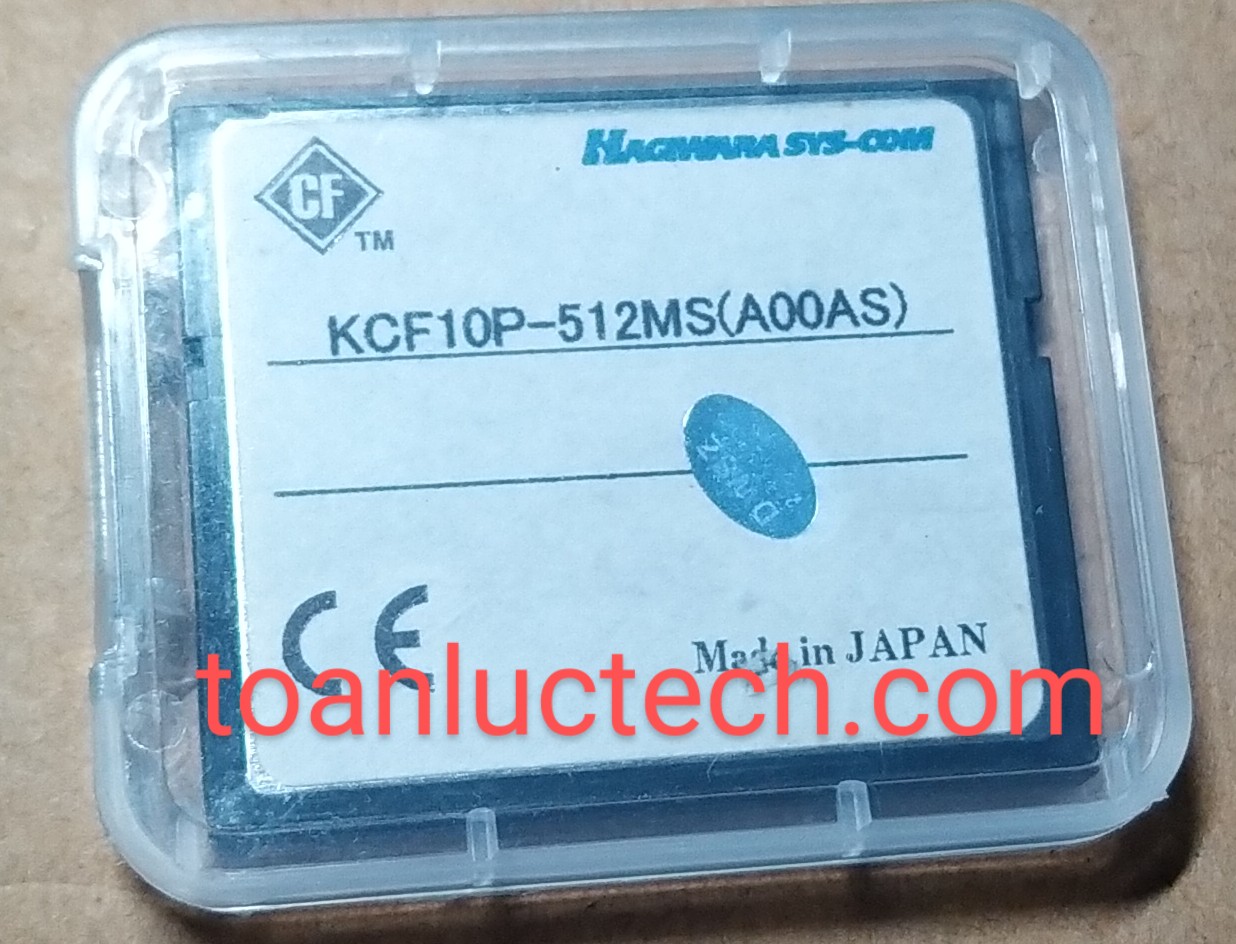 HAGIWARA SYS-COM
CF
TM
KCF10P-512MS(A00AS)
CE
Made in JAPAN
toanluctech.com